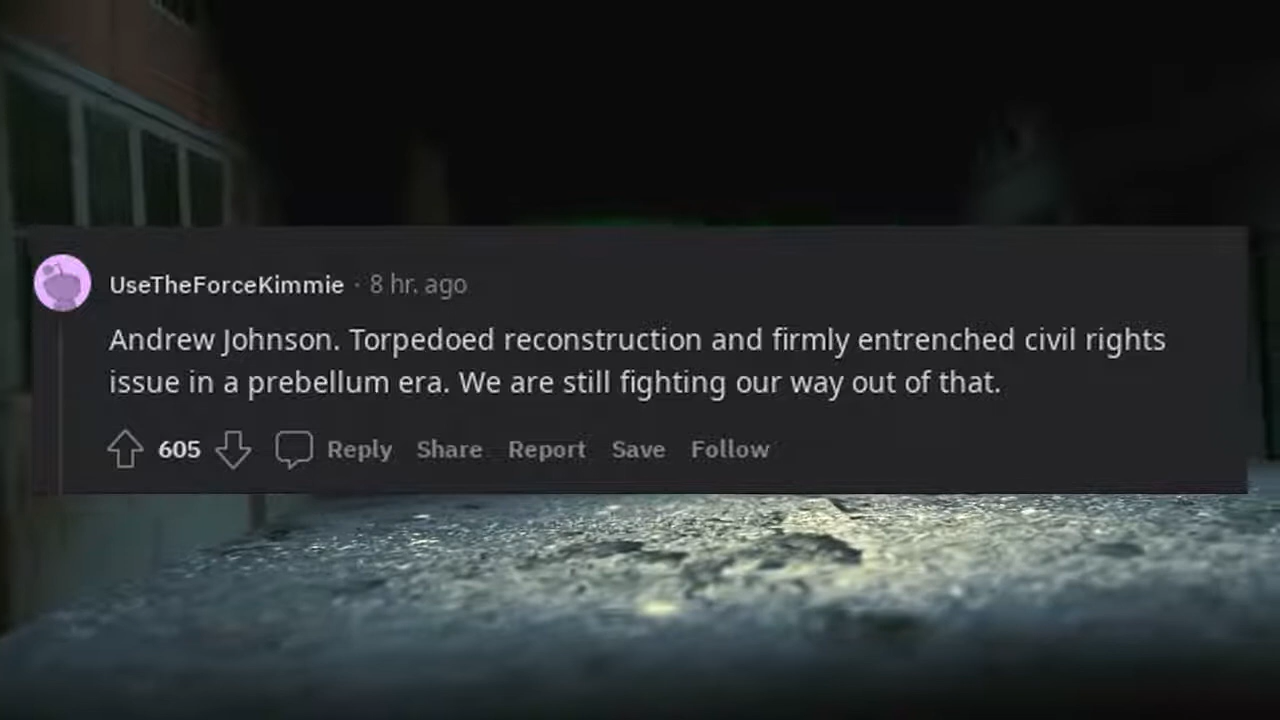 UseTheForceKimmie · 8 hr. ago
Andrew Johnson. Torpedoed reconstruction and firmly entrenched civil rights
issue in a prebellum era. We are still fighting our way out of that.
605 Reply Share Report Save Follow